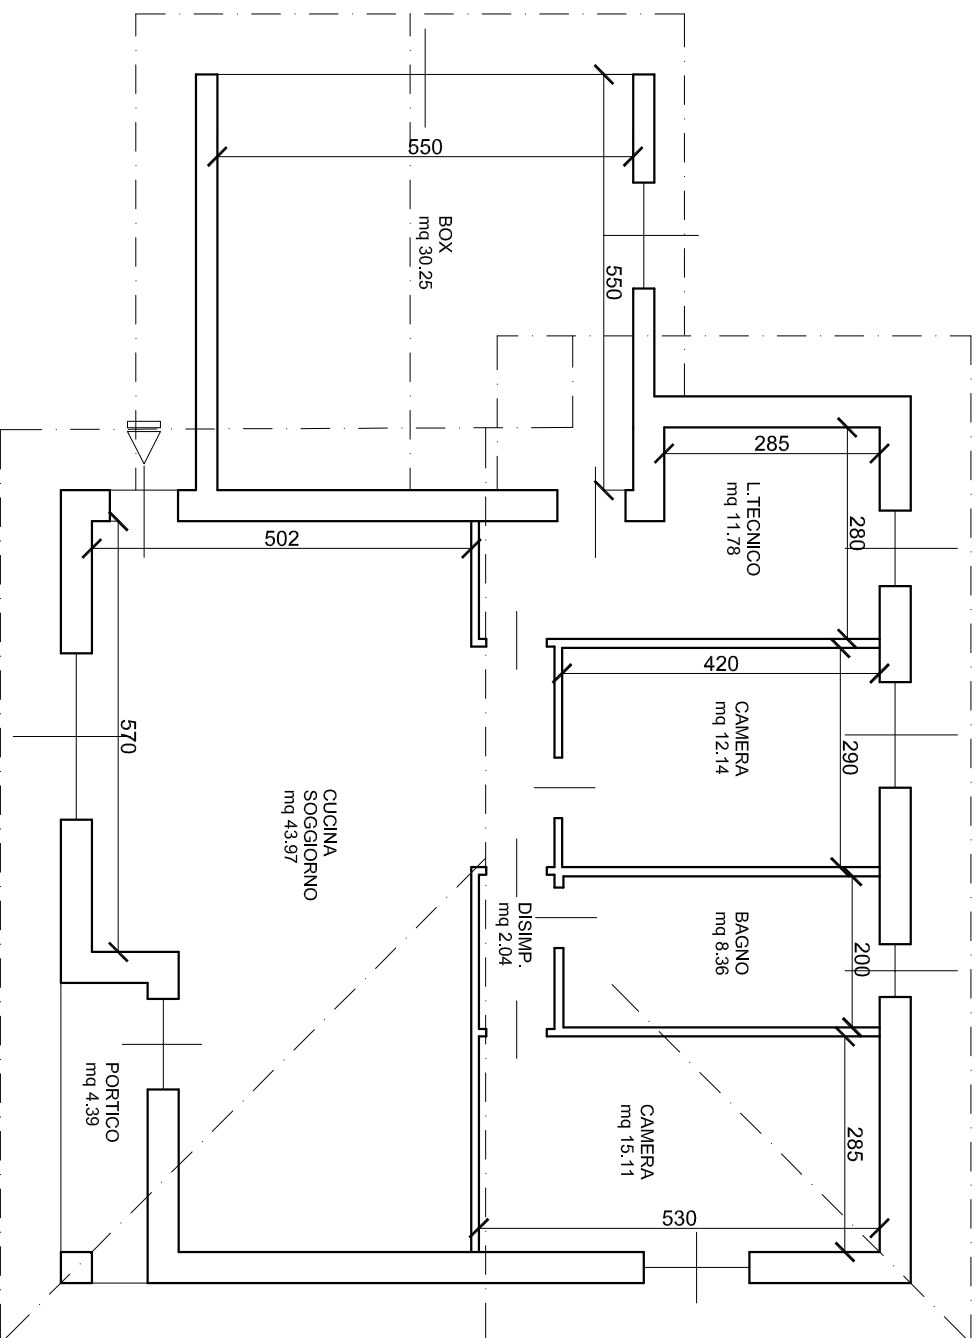 550
BOX
mq 30.25
550
285
L.TECNICO
mq 11.78
280
502
420
CAMERA
mq 12.14
290
570
CUCINA
SOGGIORNO
mq 43.97
DISIMP.
mq 2.04
BAGNO
mq 8.36
200
PORTICO
mq 4.39
CAMERA
mq 15.11
285
530